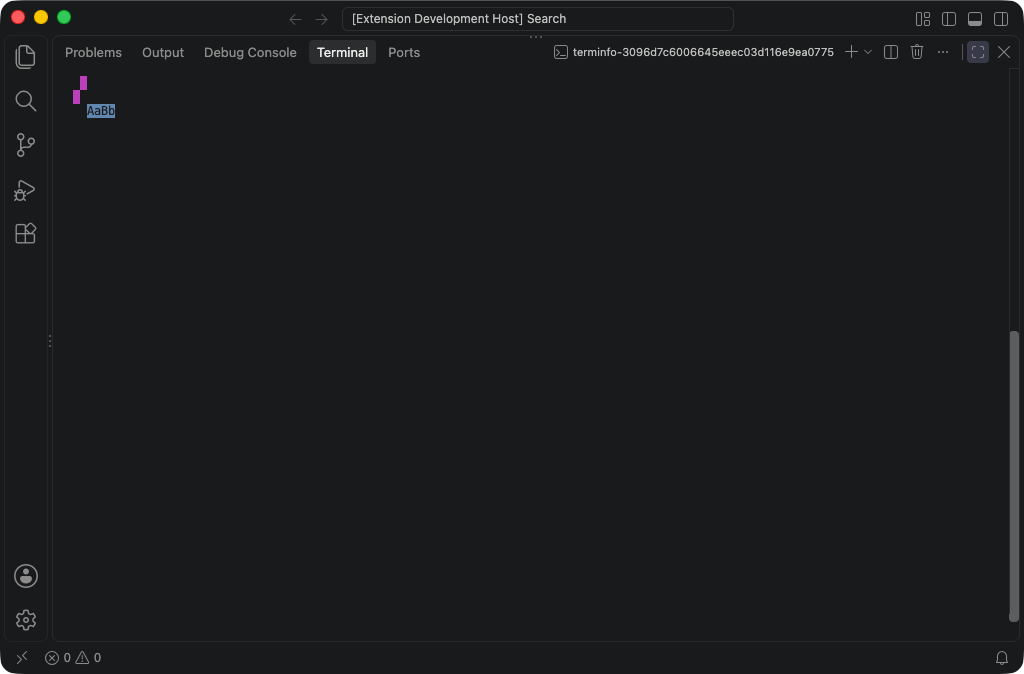 [Extension Development Host] Search
Problems Output Debug Console Terminal Ports terminfo-3096d7c6006645eeec03d116e9ea0775
AaBb
0 0